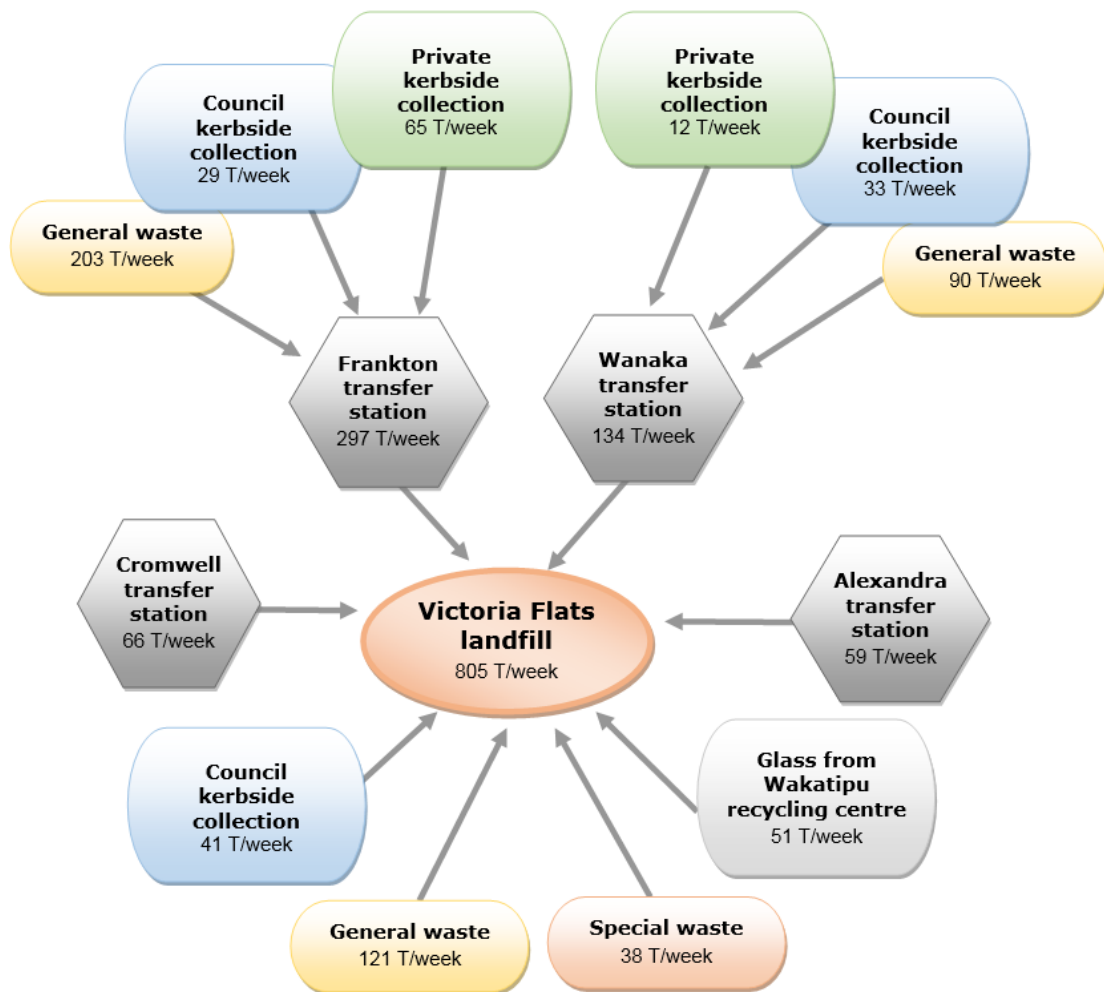 Private
kerbside
collection
65 T/week
Private
kerbside
collection
12 T/week
Council
kerbside
collection
29 T/week
Council
kerbside
collection
33 T/week
General waste
203 T/week
General waste
90 T/week
Frankton
transfer
station
297 T/week
Wanaka
transfer
station
134 T/week
Cromwell
transfer
station
66 T/week
Victoria Flats
landfill
805 T/week
Alexandra
transfer
station
59 T/week
Council
kerbside
collection
41 T/week
Glass from
Wakatipu
recycling centre
51 T/week
General waste
121 T/week
Special waste
38 T/week